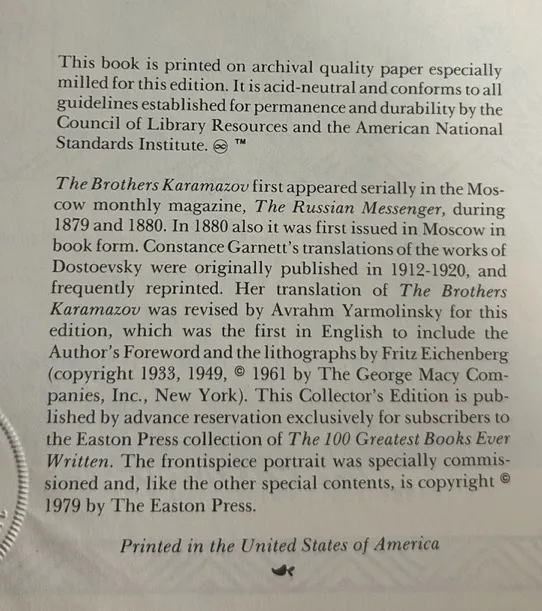 This book is printed on archival quality paper especially
milled for this edition. It is acid-neutral and conforms to all
guidelines established for permanence and durability by the
Council of Library Resources and the American National
Standards Institute. ♾ ™
The Brothers Karamazov first appeared serially in the Mos-
cow monthly magazine, The Russian Messenger, during
1879 and 1880. In 1880 also it was first issued in Moscow in
book form. Constance Garnett's translations of the works of
Dostoevsky were originally published in 1912-1920, and
frequently reprinted. Her translation of The Brothers
Karamazov was revised by Avrahm Yarmolinsky for this
edition, which was the first in English to include the
Author's Foreword and the lithographs by Fritz Eichenberg
(copyright 1933, 1949, © 1961 by The George Macy Com-
panies, Inc., New York). This Collector's Edition is pub-
lished by advance reservation exclusively for subscribers to
the Easton Press collection of The 100 Greatest Books Ever
Written. The frontispiece portrait was specially commis-
sioned and, like the other special contents, is copyright ©
1979 by The Easton Press.
Printed in the United States of America